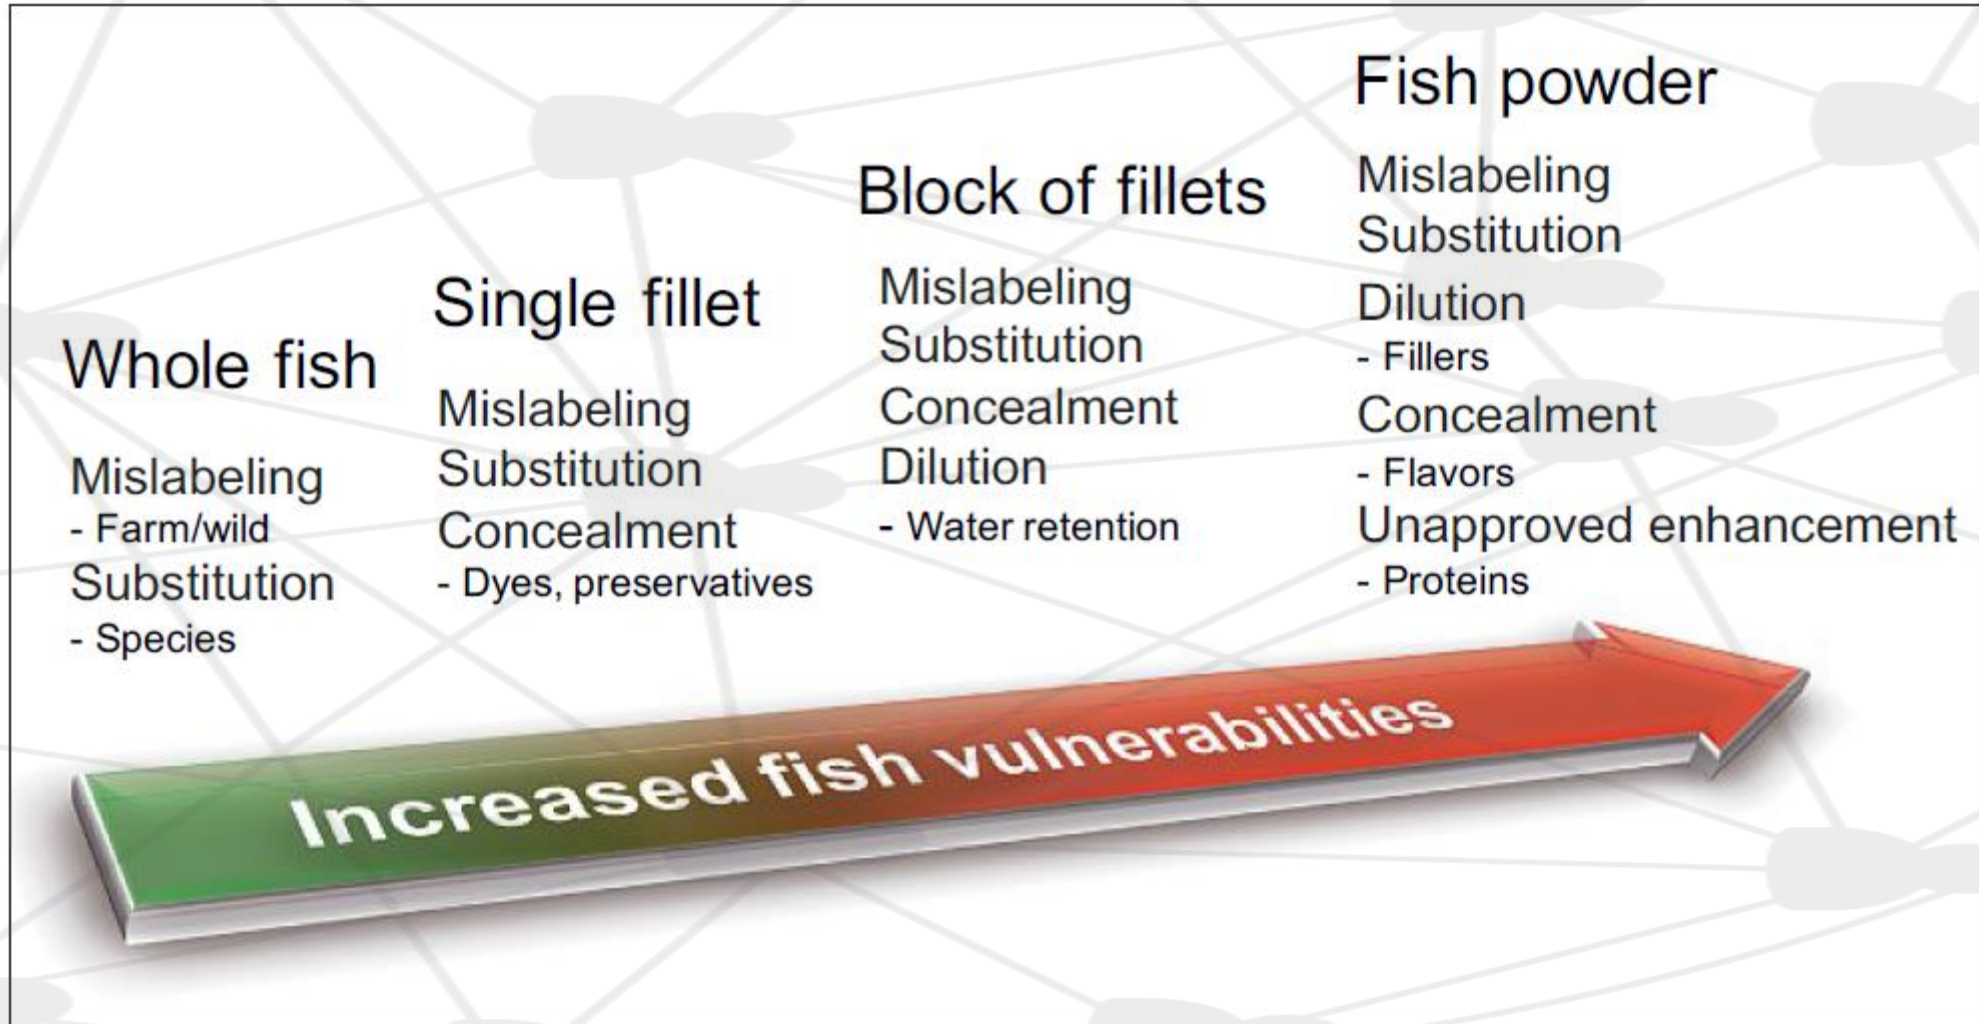 Whole fish
Mislabeling
- Farm/wild
Substitution
- Species
Single fillet
Mislabeling
Substitution
Concealment
- Dyes, preservatives
Block of fillets
Mislabeling
Substitution
Concealment
Dilution
- Water retention
Fish powder
Mislabeling
Substitution
Dilution
- Fillers
Concealment
- Flavors
Unapproved enhancement
- Proteins
Increased fish vulnerabilities